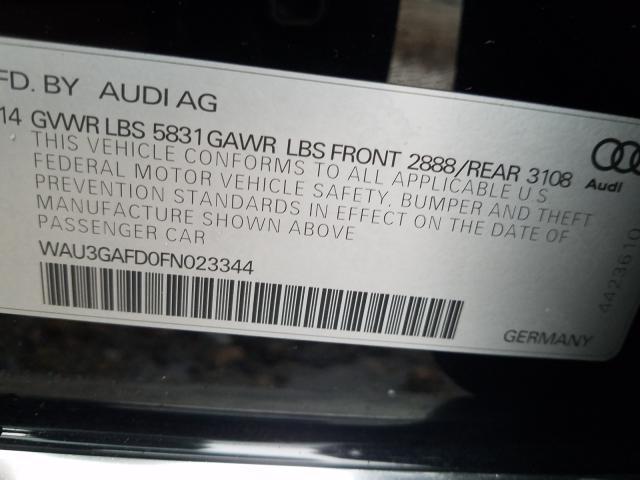 FD. BY AUDI AG
14 GVWR LBS 5831 GAWR LBS FRONT 2888/REAR 3108
THIS VEHICLE CONFORMS TO ALL APPLICABLE U S
FEDERAL MOTOR VEHICLE SAFETY, BUMPER AND THEFT
PREVENTION STANDARDS IN EFFECT ON THE DATE OF
MANUFACTURE SHOWN ABOVE
PASSENGER CAR
WAU3GAFD0FN023344
Audi
4423610
GERMANY